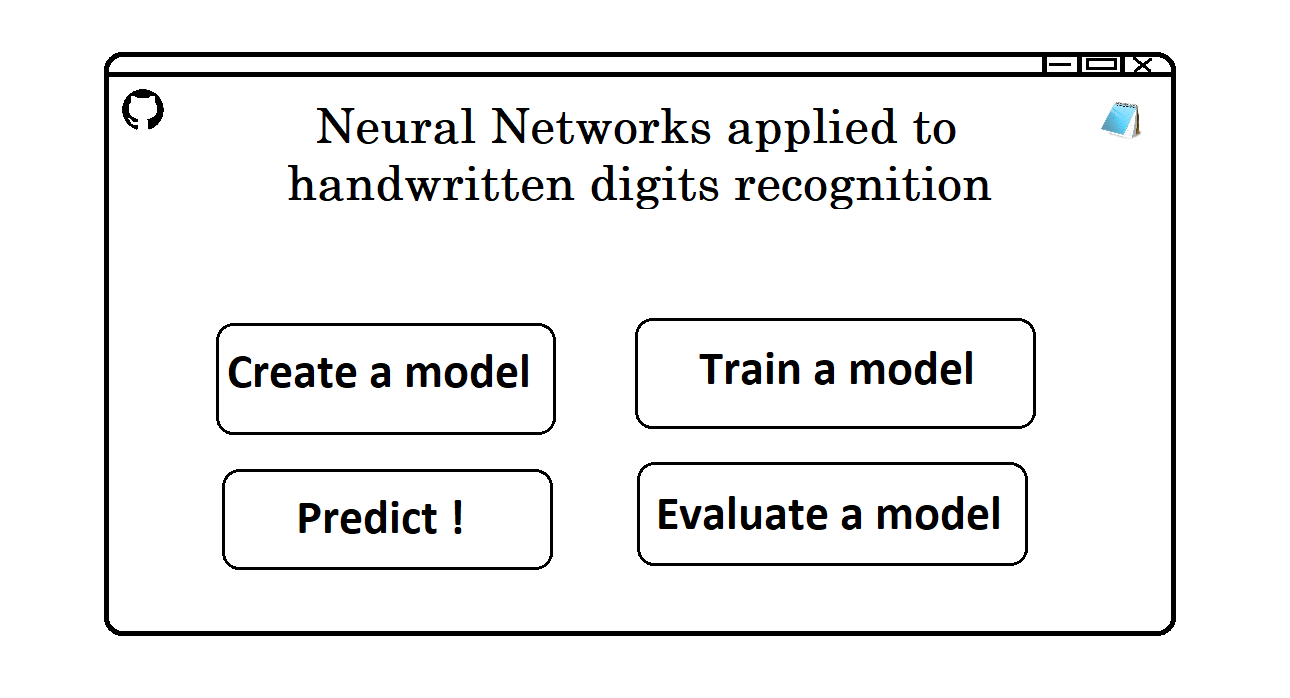 Neural Networks applied to
handwritten digits recognition
Create a model
Train a model
Predict !
Evaluate a model